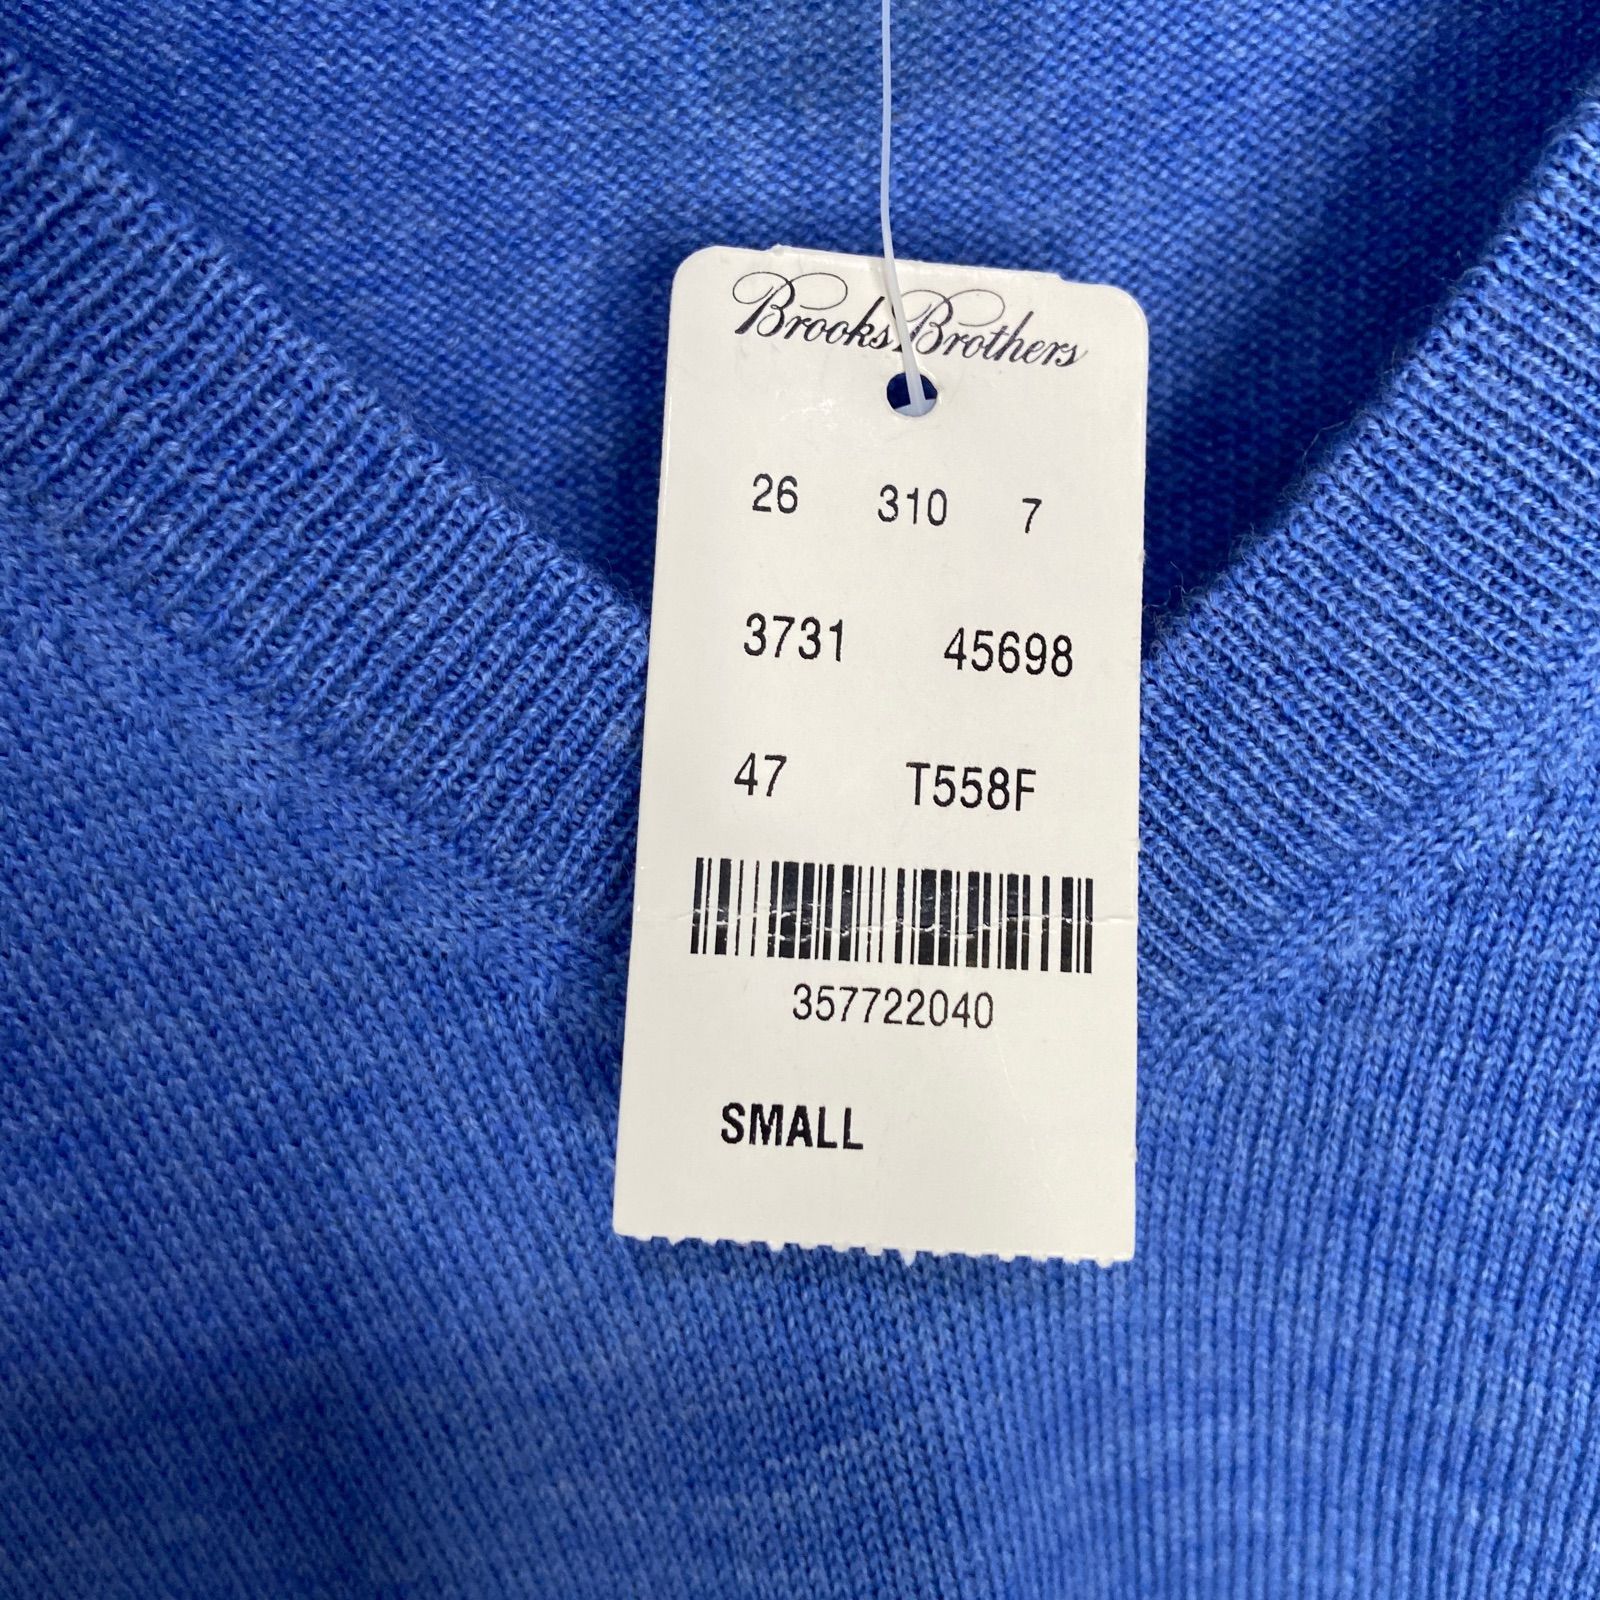 Brooks Brothers
26 310 7
3731 45698
47 T558F
357722040
SMALL